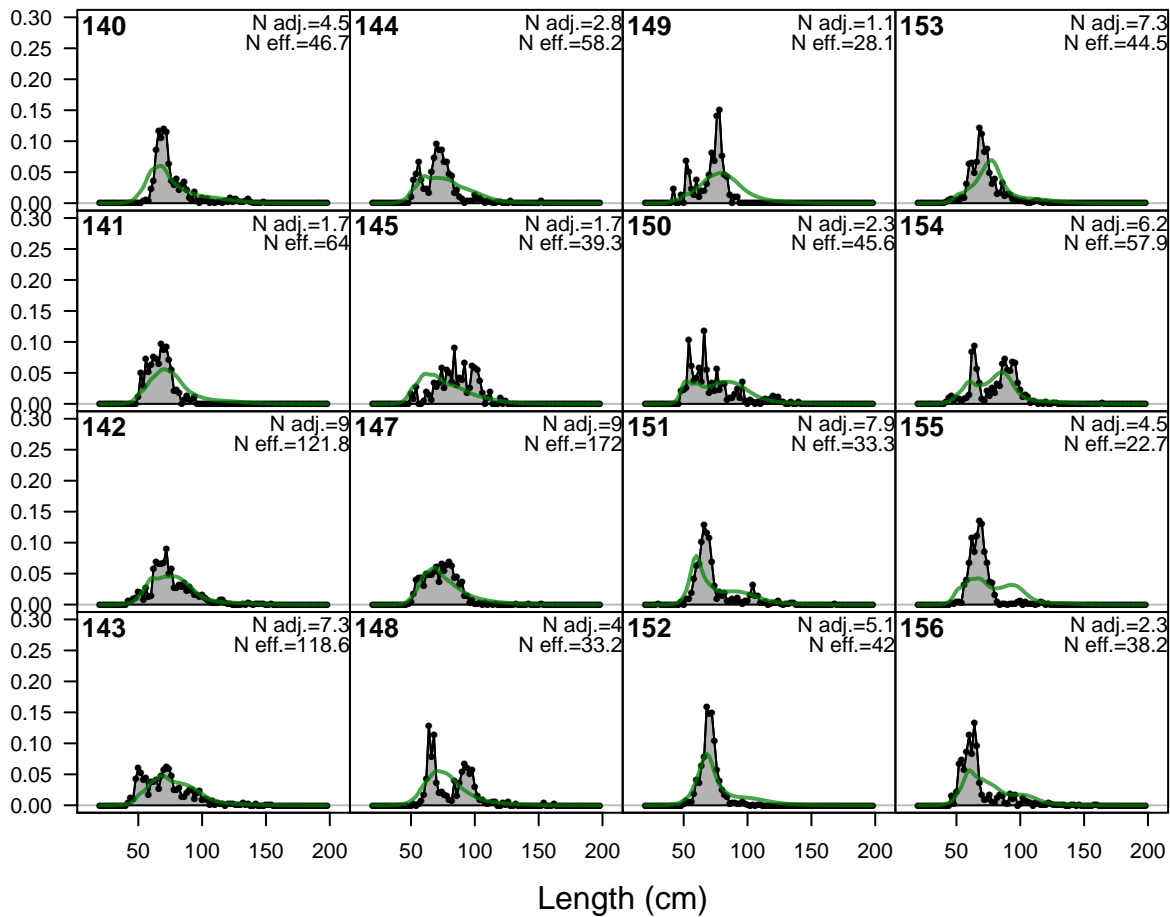 0.30 140 N adj.=4.5 144 N adj.=2.8 149 N adj.=1.1 153 N adj.=7.3
0.25 N eff.=46.7 N eff.=58.2 N eff.=28.1 N eff.=44.5
0.20
0.15
0.10
0.05
0.00
0.30 141 N adj.=1.7 145 N adj.=1.7 150 N adj.=2.3 154 N adj.=6.2
0.25 N eff.=64 N eff.=39.3 N eff.=45.6 N eff.=57.9
0.20
0.15
0.10
0.05
0.00
0.30 142 N adj.=9 147 N adj.=9 151 N adj.=7.9 155 N adj.=4.5
0.25 N eff.=121.8 N eff.=172 N eff.=33.3 N eff.=22.7
0.20
0.15
0.10
0.05
0.00
0.30 143 N adj.=7.3 148 N adj.=4 152 N adj.=5.1 156 N adj.=2.3
0.25 N eff.=118.6 N eff.=33.2 N eff.=42 N eff.=38.2
0.20
0.15
0.10
0.05
0.00
50 100 150 200 50 100 150 200 50 100 150 200 50 100 150 200
Length (cm)